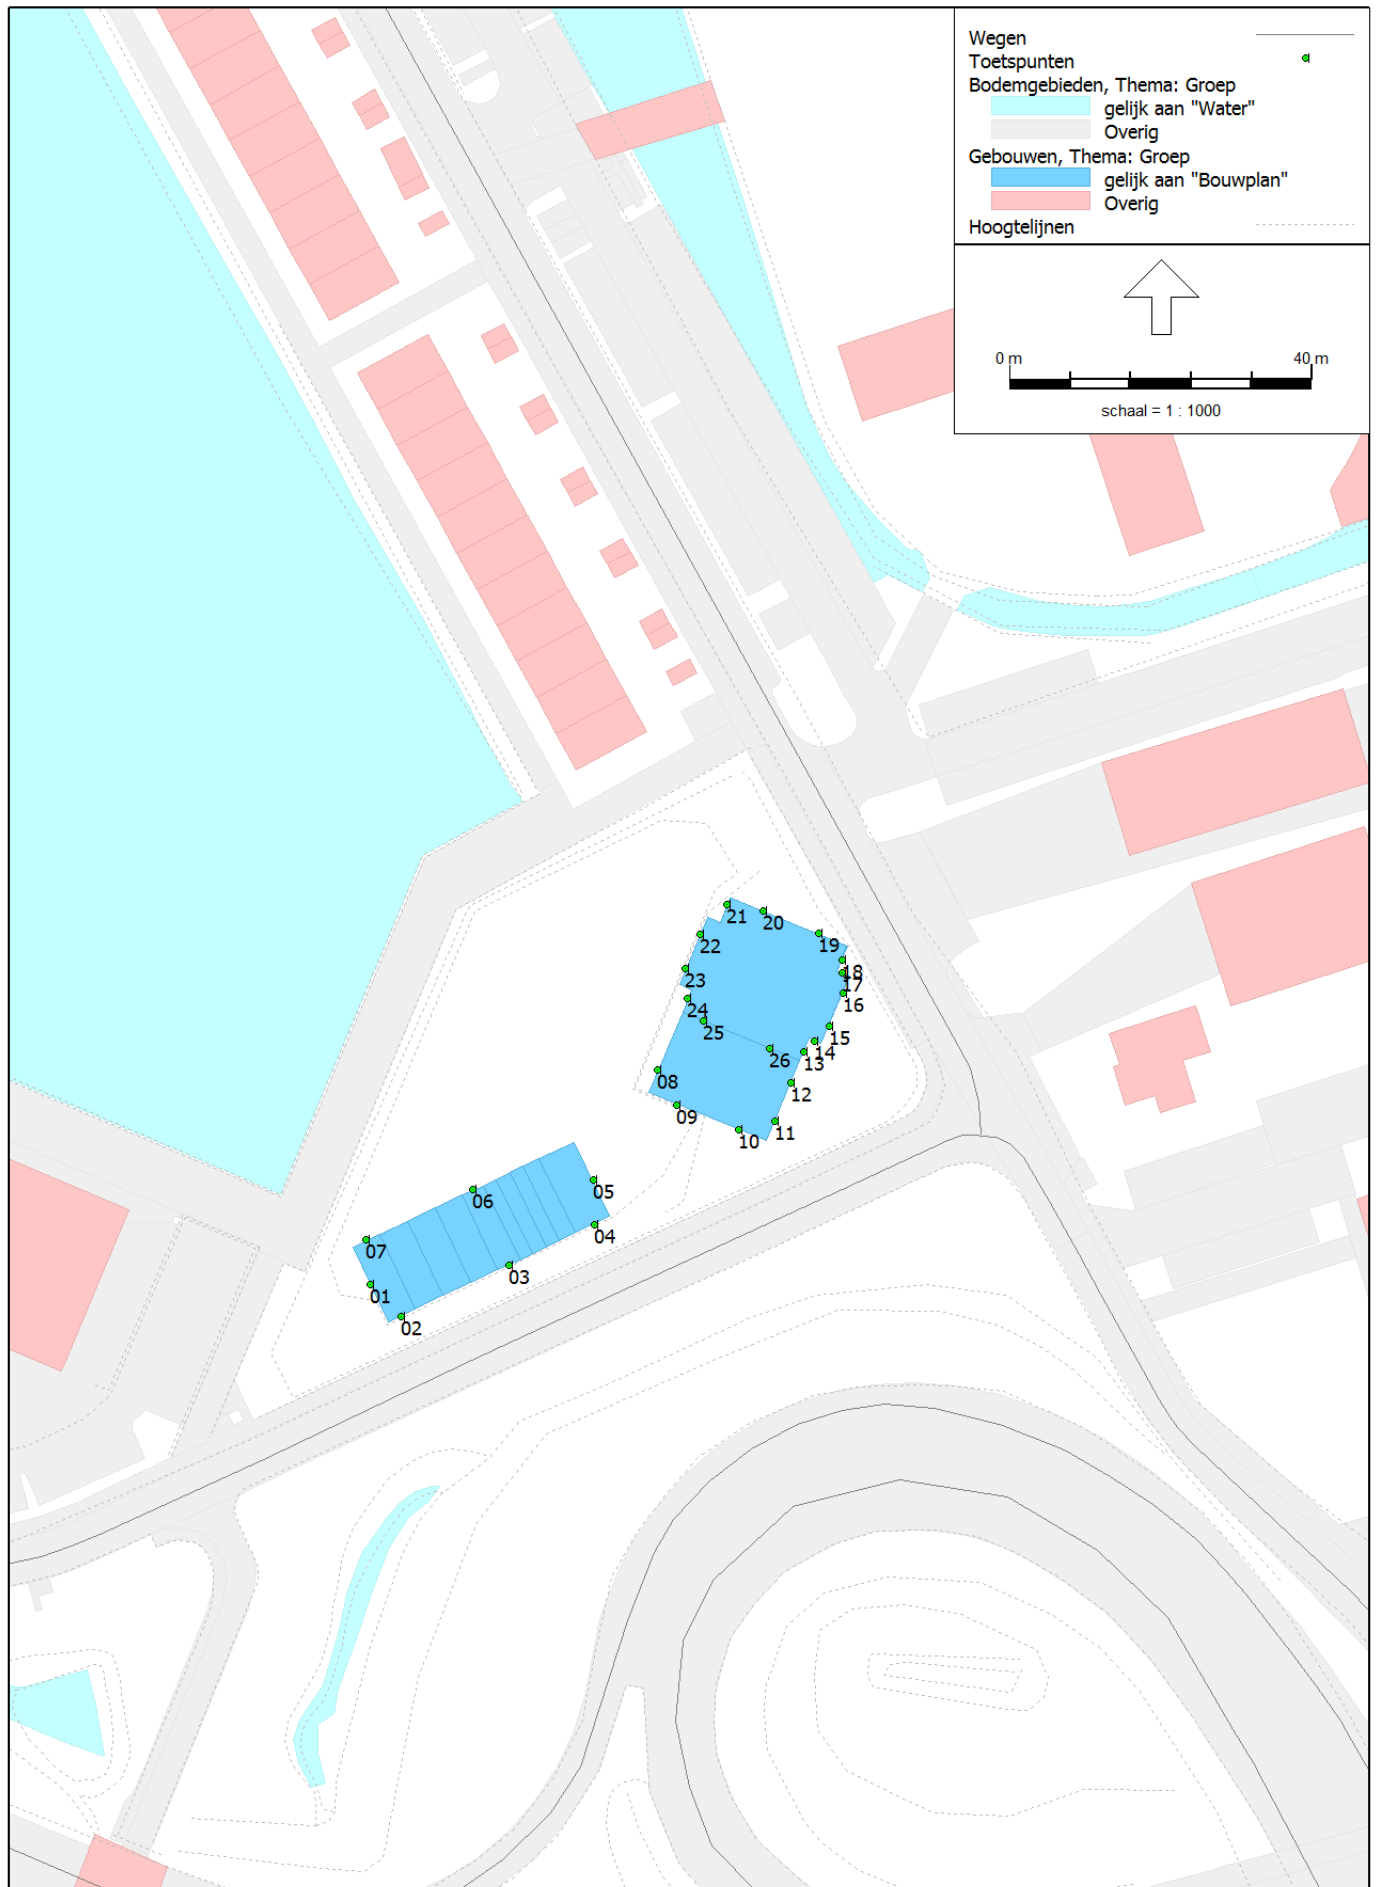 Wegen
Toetspunten
Bodemgebieden, Thema: Groep
gelijk aan "Water"
Overig
Gebouwen, Thema: Groep
gelijk aan "Bouwplan"
Overig
Hoogtelijnen
0 m
40 m
schaal = 1 : 1000
21
20
22
19
23
18
17
16
24
25
15
14
26
13
08
12
09
11
10
05
06
04
07
03
01
02